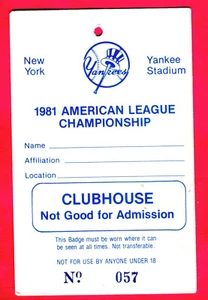 New York
Yankees
Yankee Stadium
1981 AMERICAN LEAGUE
CHAMPIONSHIP
Name
Affiliation
Location
CLUBHOUSE
Not Good for Admission
This Badge must be worn where it can
be seen at all times. Not transferable.
NOT FOR USE BY ANYONE UNDER 18
No. 057